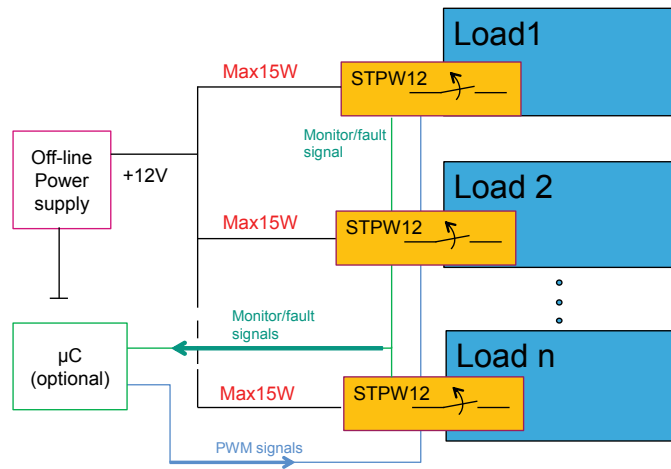 Load1
Max15W
STPW12
Monitor/fault
signal
Off-line
Power
supply
+12V
Load 2
Max15W
STPW12
Monitor/fault
signals
µC
(optional)
Load n
Max15W
STPW12
PWM signals